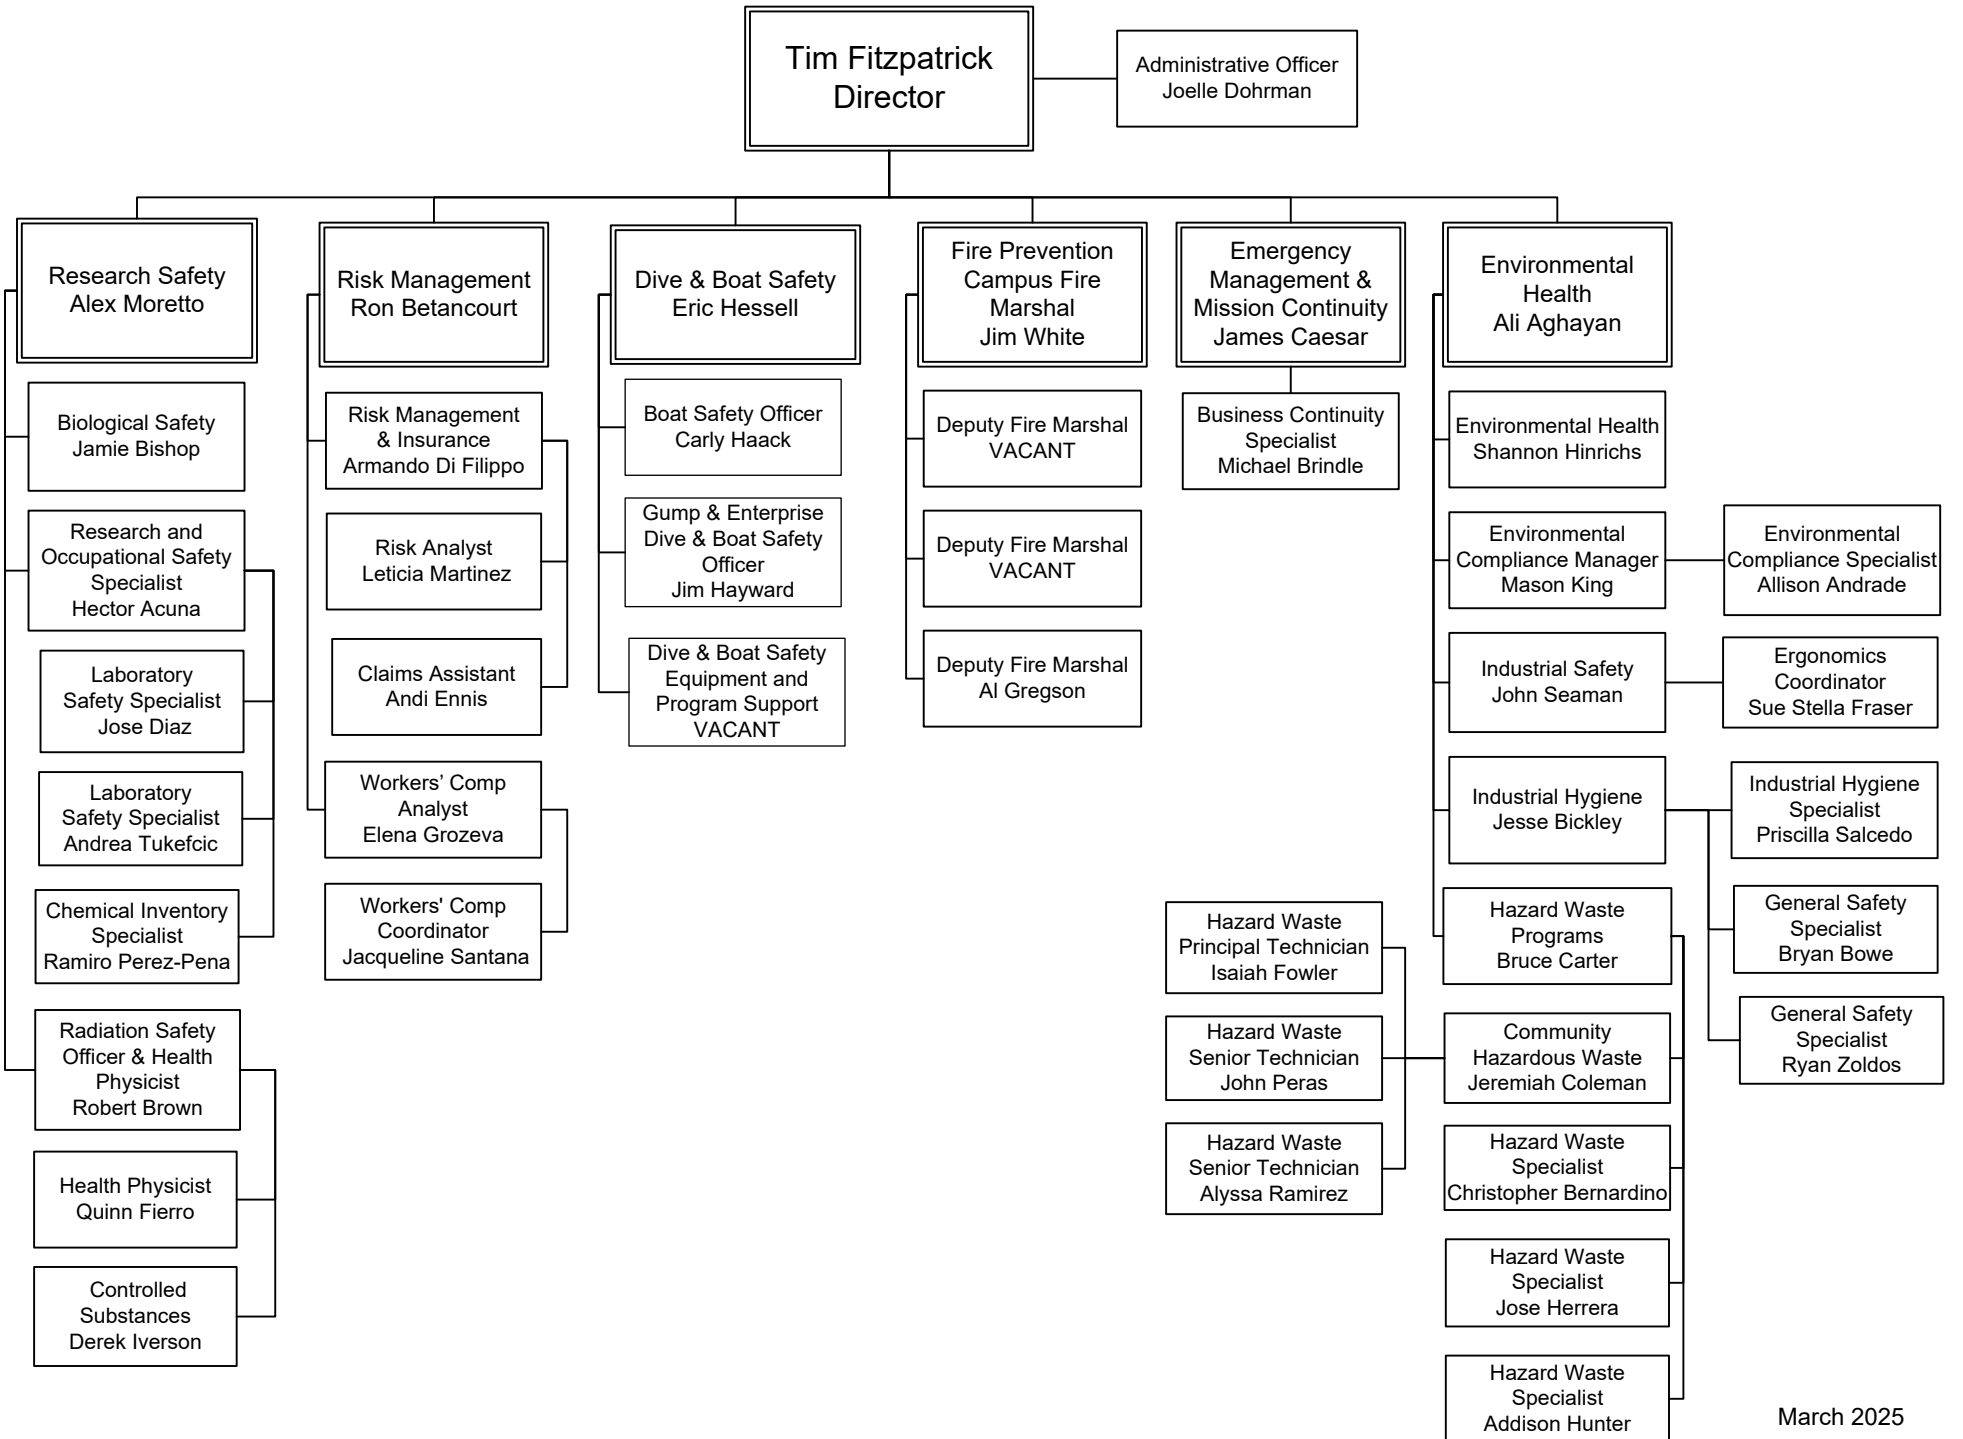 Tim Fitzpatrick
Director
Administrative Officer
Joelle Dohrman
Research Safety
Alex Moretto
Biological Safety
Jamie Bishop
Research and
Occupational Safety
Specialist
Hector Acuna
Laboratory
Safety Specialist
Jose Diaz
Laboratory
Safety Specialist
Andrea Tukefcic
Chemical Inventory
Specialist
Ramiro Perez-Pena
Radiation Safety
Officer & Health
Physicist
Robert Brown
Health Physicist
Quinn Fierro
Controlled
Substances
Derek Iverson
Risk Management
Ron Betancourt
Risk Management
& Insurance
Armando Di Filippo
Risk Analyst
Leticia Martinez
Claims Assistant
Andi Ennis
Workers’ Comp
Analyst
Elena Grozeva
Workers' Comp
Coordinator
Jacqueline Santana
Dive & Boat Safety
Eric Hessell
Boat Safety Officer
Carly Haack
Gump & Enterprise
Dive & Boat Safety
Officer
Jim Hayward
Dive & Boat Safety
Equipment and
Program Support
VACANT
Fire Prevention
Campus Fire
Marshal
Jim White
Deputy Fire Marshal
VACANT
Deputy Fire Marshal
VACANT
Deputy Fire Marshal
Al Gregson
Emergency
Management &
Mission Continuity
James Caesar
Business Continuity
Specialist
Michael Brindle
Environmental
Health
Ali Aghayan
Environmental Health
Shannon Hinrichs
Environmental
Compliance Manager
Mason King
Environmental
Compliance Specialist
Allison Andrade
Industrial Safety
John Seaman
Ergonomics
Coordinator
Sue Stella Fraser
Industrial Hygiene
Jesse Bickley
Industrial Hygiene
Specialist
Priscilla Salcedo
General Safety
Specialist
Bryan Bowe
General Safety
Specialist
Ryan Zoldos
Hazard Waste
Programs
Bruce Carter
Community
Hazardous Waste
Jeremiah Coleman
Hazard Waste
Principal Technician
Isaiah Fowler
Hazard Waste
Senior Technician
John Peras
Hazard Waste
Senior Technician
Alyssa Ramirez
Hazard Waste
Specialist
Christopher Bernardino
Hazard Waste
Specialist
Jose Herrera
Hazard Waste
Specialist
Addison Hunter
March 2025